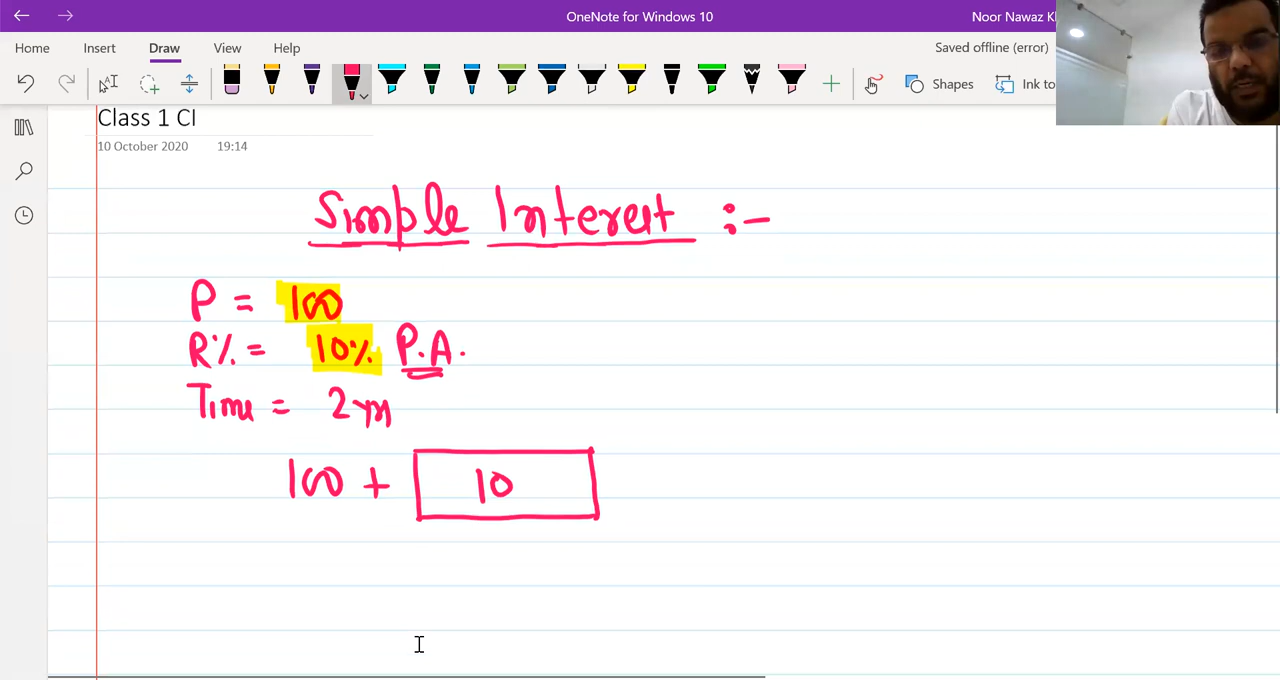 OneNote for Windows 10
Noor Nawaz
Home Insert Draw View Help
Saved offline (error)
Shapes
Ink to
Class 1 CI
10 October 2020 19:14
Simple Interest :-
P = 100
R% = 10% P.A.
Time = 2 yrs
100 + 10